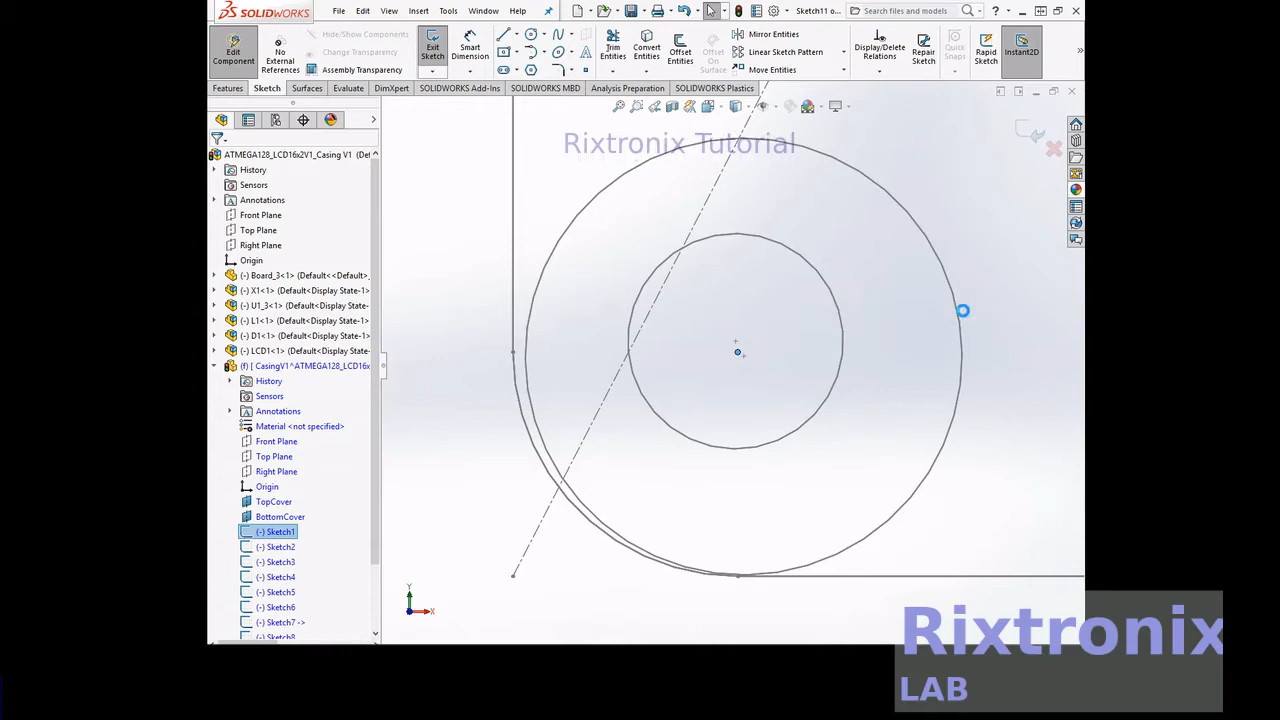 SOLIDWORKS File Edit View Insert Tools Window Help Sketch11 o... Search files and models
Edit Component
No External References
Hide/Show Components
Change Transparency
Assembly Transparency
Exit Sketch
Smart Dimension
Trim Entities
Convert Entities
Offset Entities
Offset On Surface
Mirror Entities
Linear Sketch Pattern
Move Entities
Display/Delete Relations
Repair Sketch
Quick Snaps
Rapid Sketch
Instant2D
Features Sketch Surfaces Evaluate DimXpert SOLIDWORKS Add-Ins SOLIDWORKS MBD Analysis Preparation SOLIDWORKS Plastics
Rixtronix Tutorial
ATMEGA128_LCD16x2V1_Casing V1 (Def
History
Sensors
Annotations
Front Plane
Top Plane
Right Plane
Origin
(-) Board_3<1> (Default<<Default>_
(-) X1<1> (Default<Display State-1>
(-) U1_3<1> (Default<Display State-
(-) L1<1> (Default<Display State-1>
(-) D1<1> (Default<Display State-1>
(-) LCD1<1> (Default<Display State-
(f) [ CasingV1^ATMEGA128_LCD16x
History
Sensors
Annotations
Material <not specified>
Front Plane
Top Plane
Right Plane
Origin
TopCover
BottomCover
(-) Sketch1
(-) Sketch2
(-) Sketch3
(-) Sketch4
(-) Sketch5
(-) Sketch6
(-) Sketch7 ->
(-) Sketch8
Y
X
Rixtronix
LAB